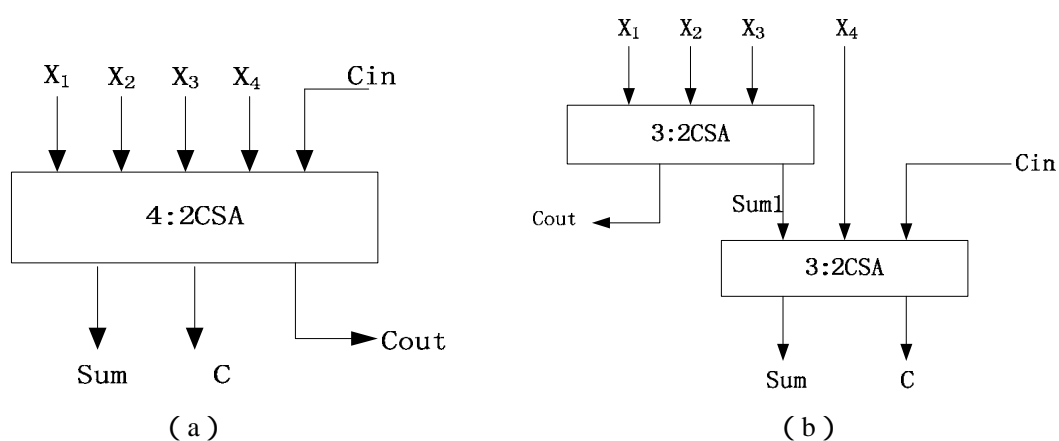 X₁ X₂ X₃ X₄ Cin
4:2CSA
Cout
Sum C
(a)
X₁ X₂ X₃ X₄
3:2CSA
Cin
Sum1
Cout
3:2CSA
Sum C
(b)